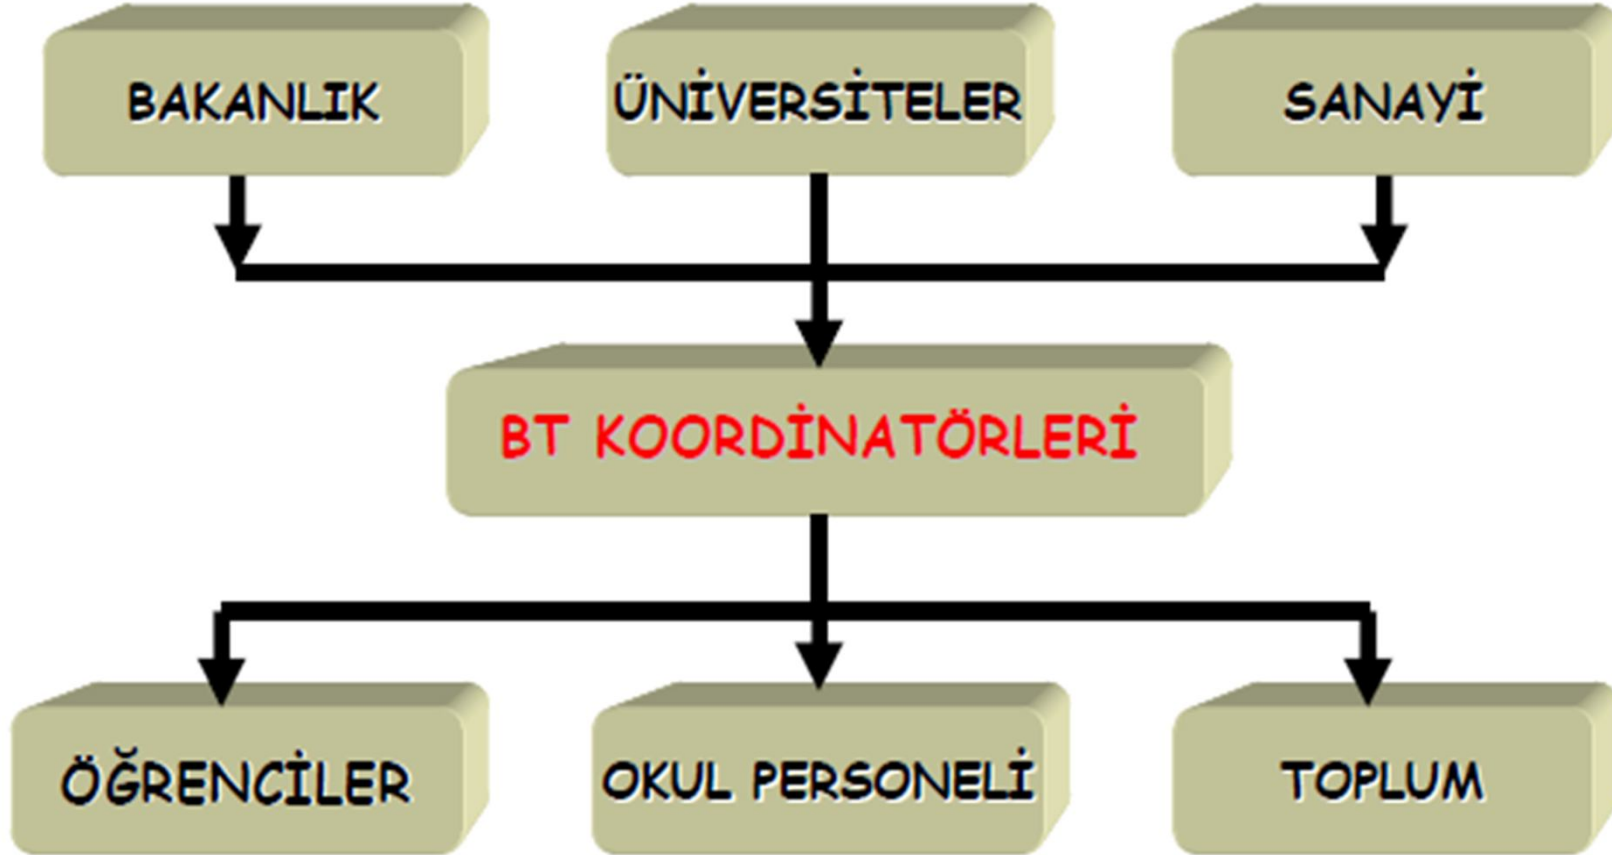 BAKANLIK
ÜNİVERSİTELER
SANAYİ
BT KOORDİNATÖRLERİ
ÖĞRENCİLER
OKUL PERSONELİ
TOPLUM